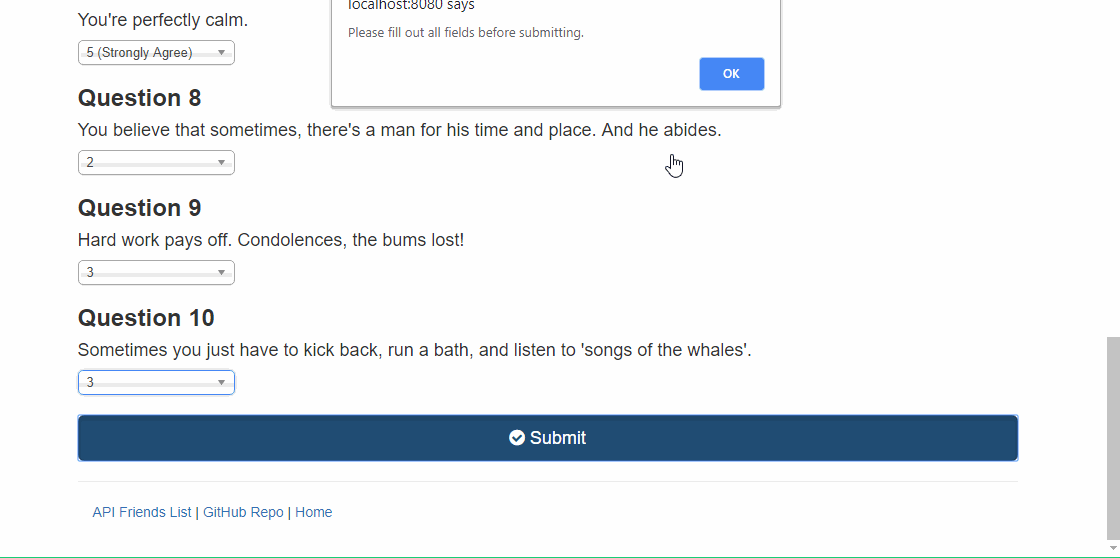 localhost:8080 says
You're perfectly calm.
Please fill out all fields before submitting.
5 (Strongly Agree)
OK
Question 8
You believe that sometimes, there's a man for his time and place. And he abides.
2
Question 9
Hard work pays off. Condolences, the bums lost!
3
Question 10
Sometimes you just have to kick back, run a bath, and listen to 'songs of the whales'.
3
Submit
API Friends List | GitHub Repo | Home